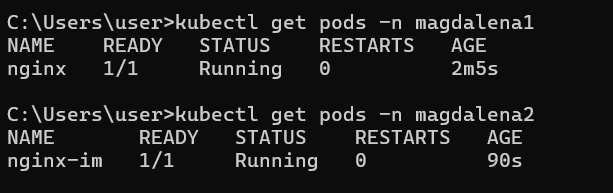 C:\Users\user>kubectl get pods -n magdalena1
NAME    READY   STATUS    RESTARTS   AGE
nginx   1/1     Running   0          2m5s
C:\Users\user>kubectl get pods -n magdalena2
NAME       READY   STATUS    RESTARTS   AGE
nginx-im   1/1     Running   0          90s